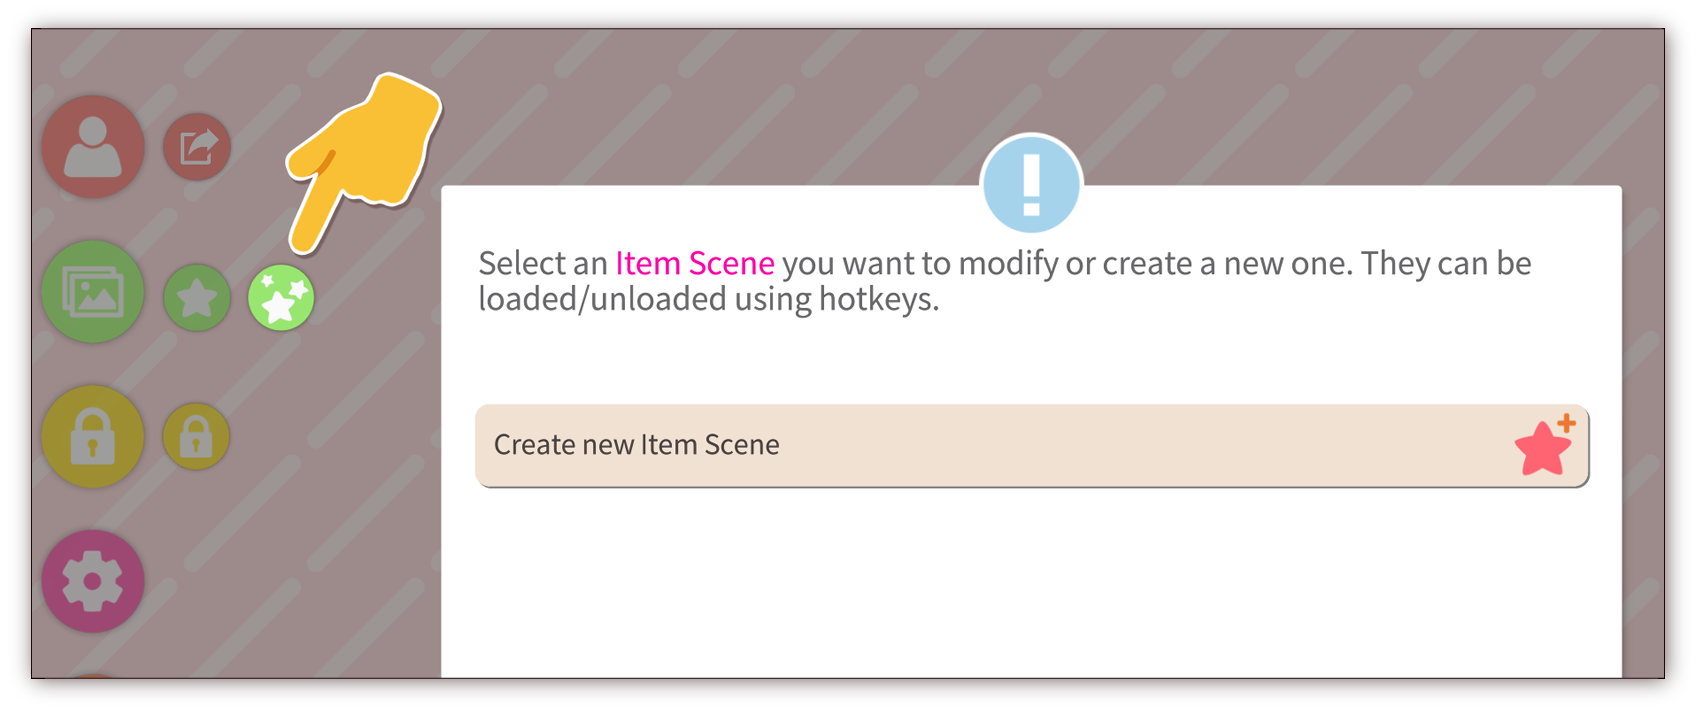 Select an Item Scene you want to modify or create a new one. They can be
loaded/unloaded using hotkeys.
Create new Item Scene